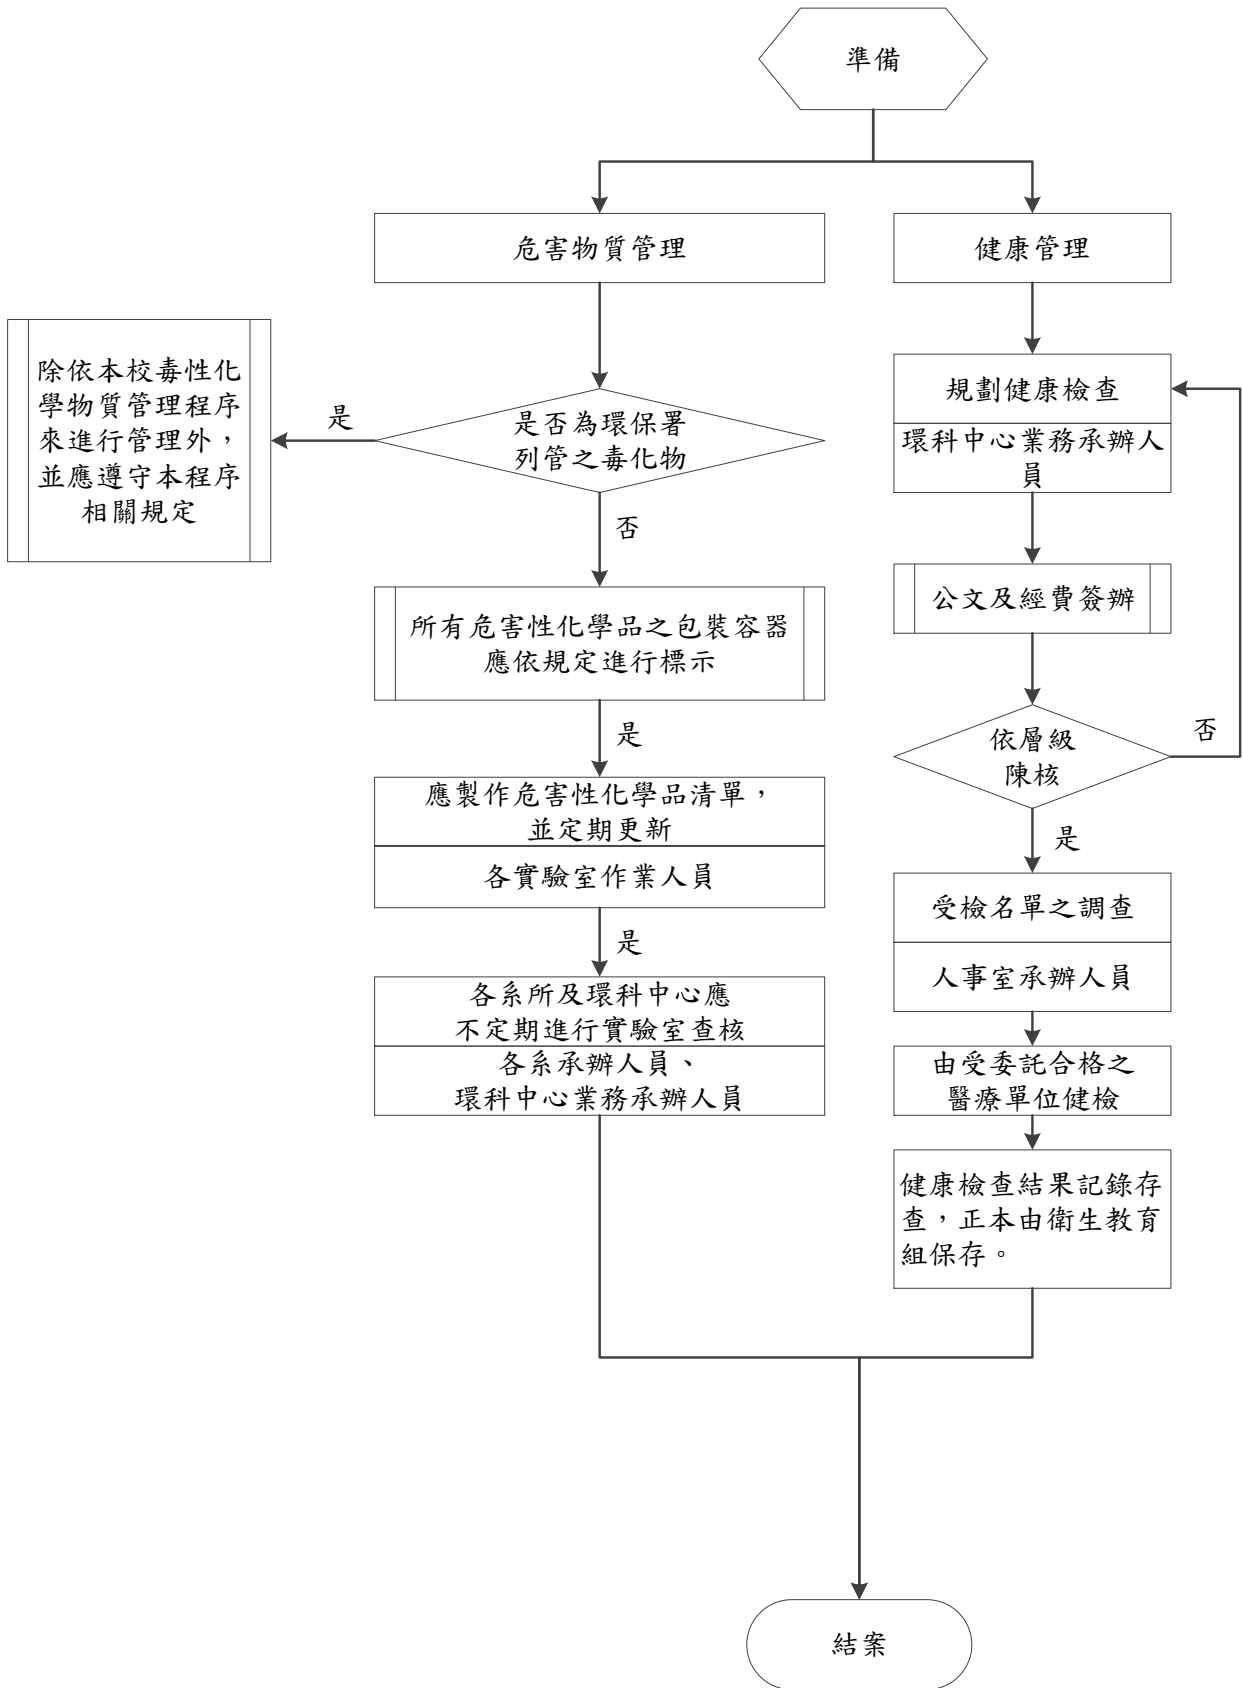 準備
危害物質管理
是否為環保署
列管之毒化物
是
除依本校毒性化
學物質管理程序
來進行管理外，
並應遵守本程序
相關規定
否
所有危害性化學品之包裝容器
應依規定進行標示
是
應製作危害性化學品清單，
並定期更新
各實驗室作業人員
是
各系所及環科中心應
不定期進行實驗室查核
各系承辦人員、
環科中心業務承辦人員
健康管理
規劃健康檢查
環科中心業務承辦人
員
公文及經費簽辦
依層級
陳核
否
是
受檢名單之調查
人事室承辦人員
由受委託合格之
醫療單位健檢
健康檢查結果記錄存
查，正本由衛生教育
組保存。
結案